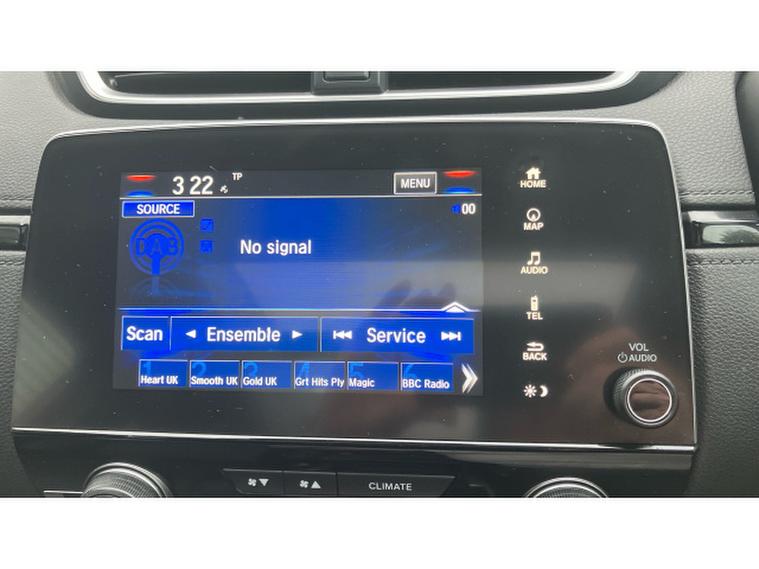 3 22 TP
MENU
SOURCE
00
DAB
No signal
Scan ◄ Ensemble ► Service
1 2 3 4 5 6
Heart UK Smooth UK Gold UK Grt Hits Ply Magic BBC Radio
HOME
MAP
AUDIO
TEL
BACK
VOL
AUDIO
CLIMATE